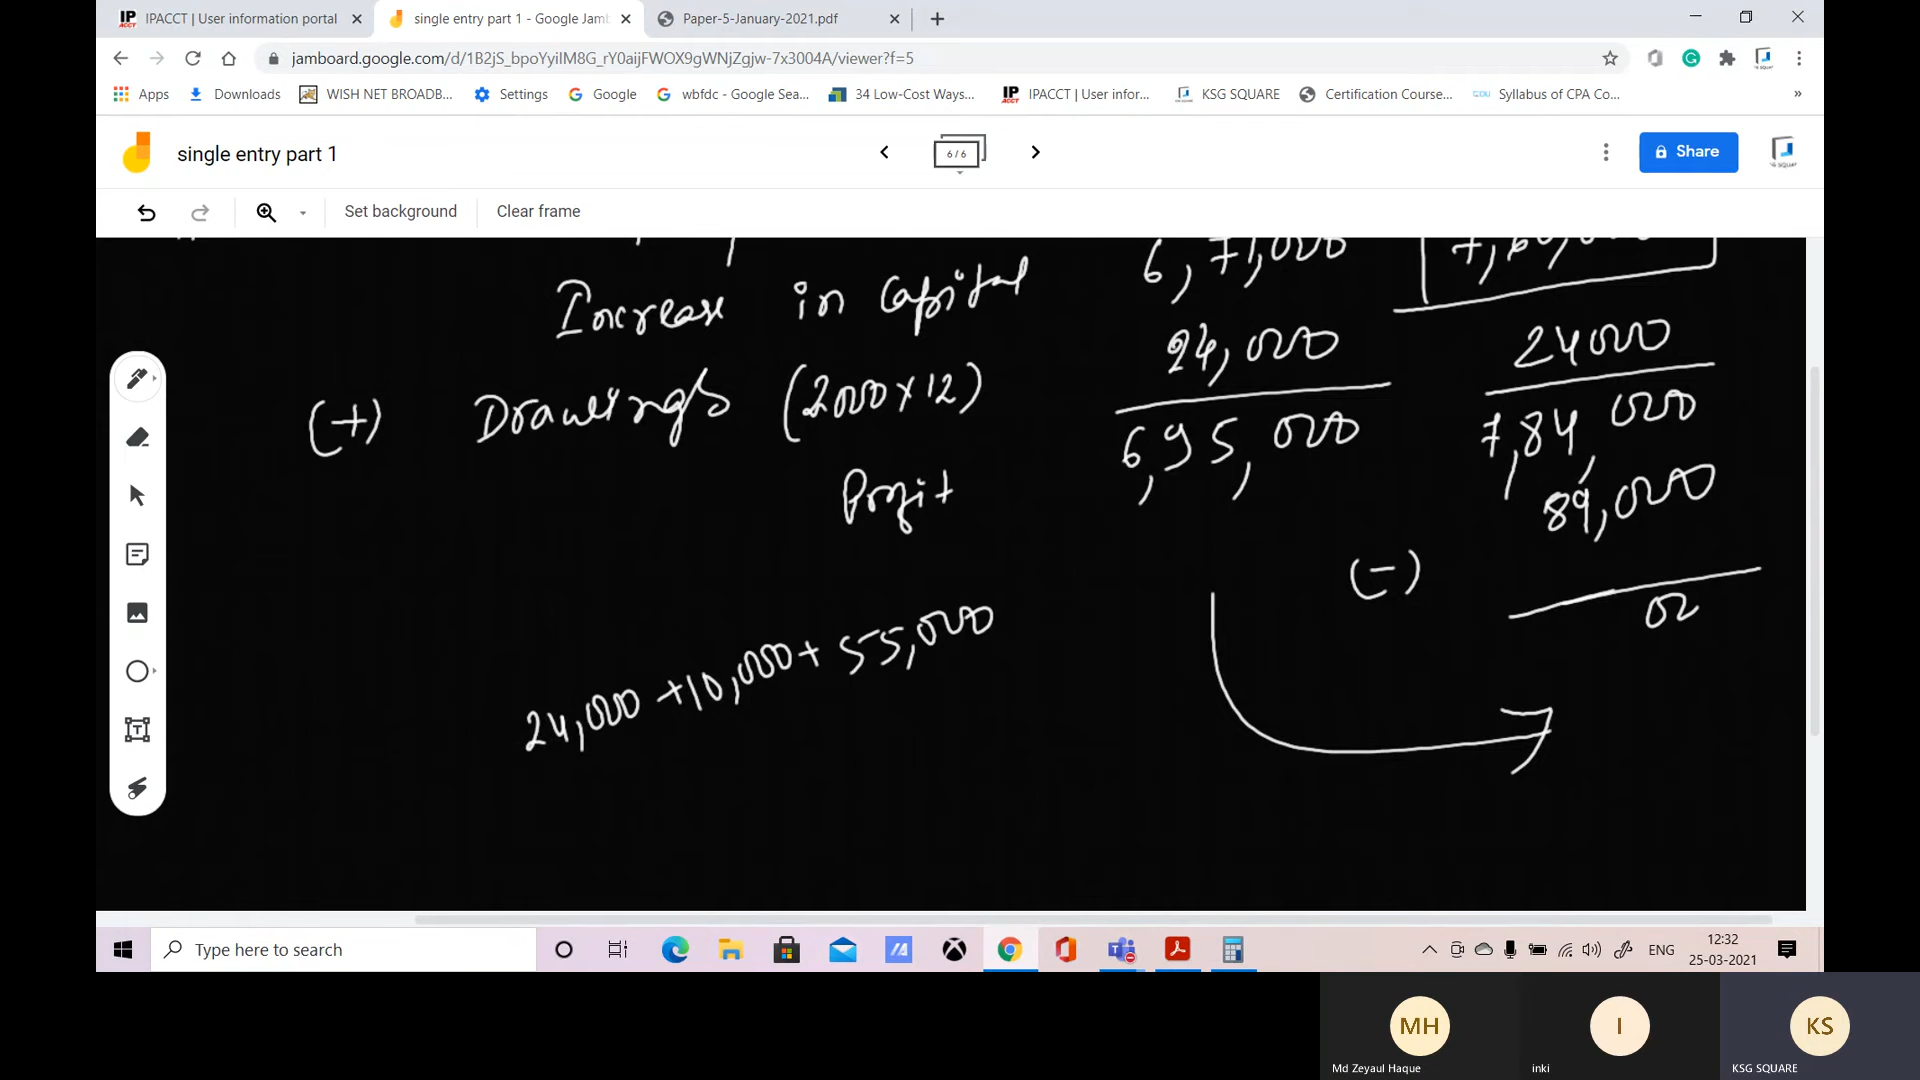 IPACCT | User information portal
single entry part 1 - Google Jamb
Paper-5-January-2021.pdf
jamboard.google.com/d/1B2jS_bpoYyiIM8G_rY0aijFWOX9gWNjZgjw-7x3004A/viewer?f=5
Apps Downloads WISH NET BROADB... Settings Google wbfdc - Google Sea... 34 Low-Cost Ways... IPACCT | User infor... KSG SQUARE Certification Course... Syllabus of CPA Co... »
single entry part 1
6 / 6
Share
Set background Clear frame
6,71,000
Increase in Capital 24,000 24000
(+) Drawings (2000x12) 6,95,000 7,84,000
Profit 89,000
(-)
02
24,000 +10,000+ 55,000
Type here to search
ENG
12:32
25-03-2021
MH I KS
Md Zeyaul Haque inki KSG SQUARE